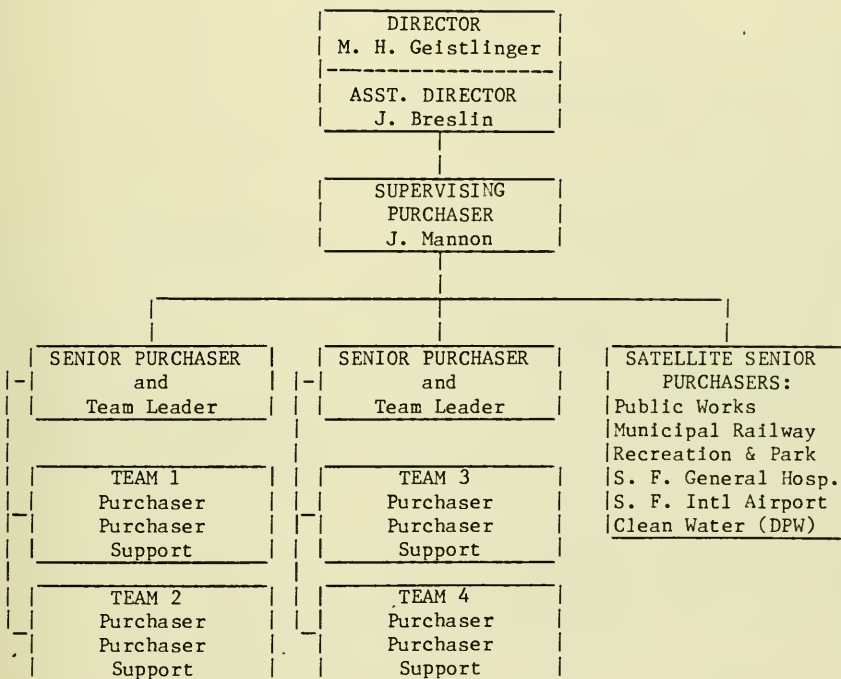 DIRECTOR
M. H. Geistlinger
ASST. DIRECTOR
J. Breslin
SUPERVISING
PURCHASER
J. Mannon
SENIOR PURCHASER
and
Team Leader
SENIOR PURCHASER
and
Team Leader
SATELLITE SENIOR
PURCHASERS:
Public Works
Municipal Railway
Recreation & Park
S. F. General Hosp.
S. F. Intl Airport
Clean Water (DPW)
TEAM 1
Purchaser
Purchaser
Support
TEAM 3
Purchaser
Purchaser
Support
TEAM 2
Purchaser
Purchaser
Support
TEAM 4
Purchaser
Purchaser
Support